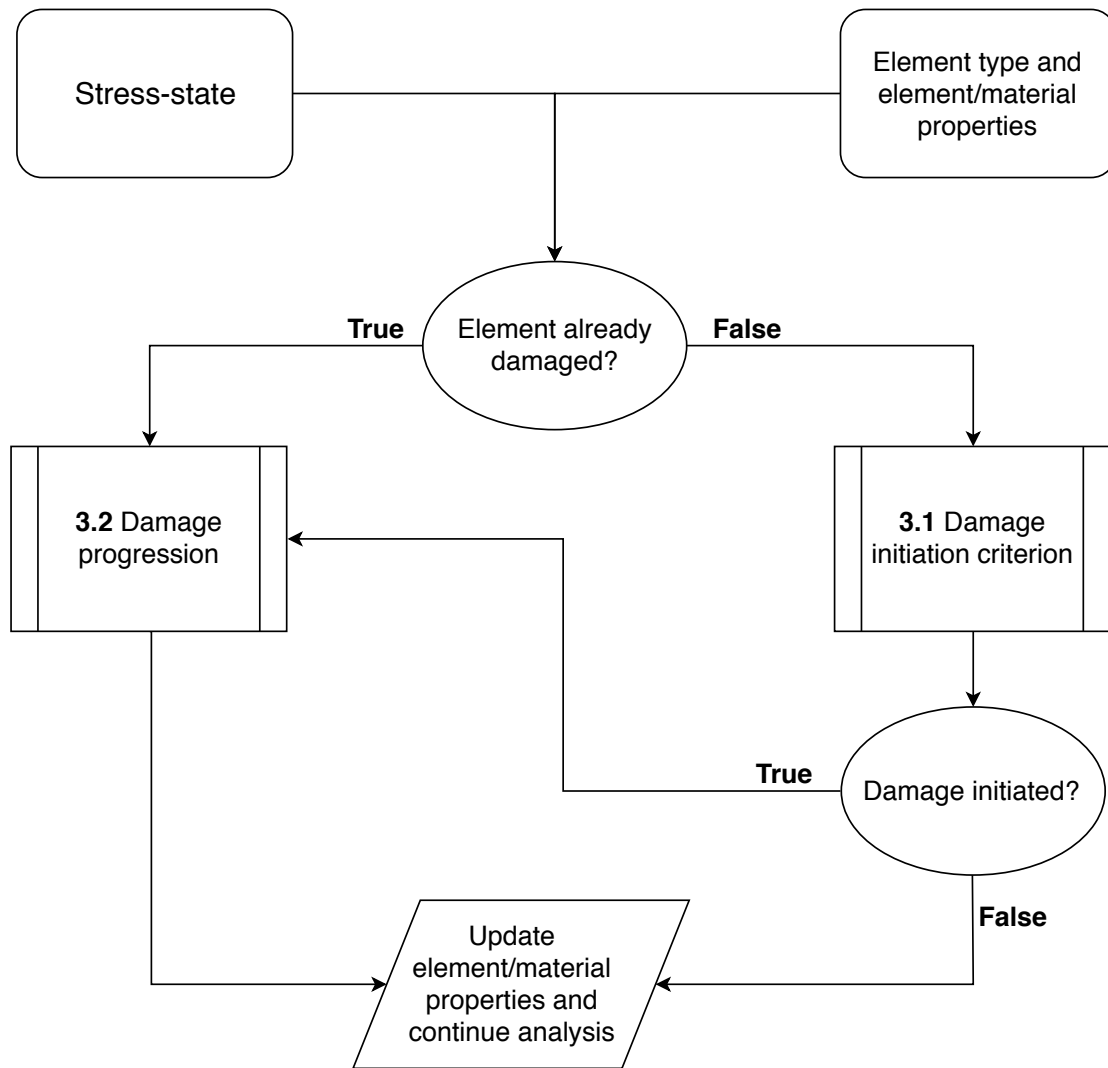 Stress-state
Element type and
element/material
properties
True
Element already
damaged?
False
3.2 Damage
progression
3.1 Damage
initiation criterion
True
Damage initiated?
False
Update
element/material
properties and
continue analysis